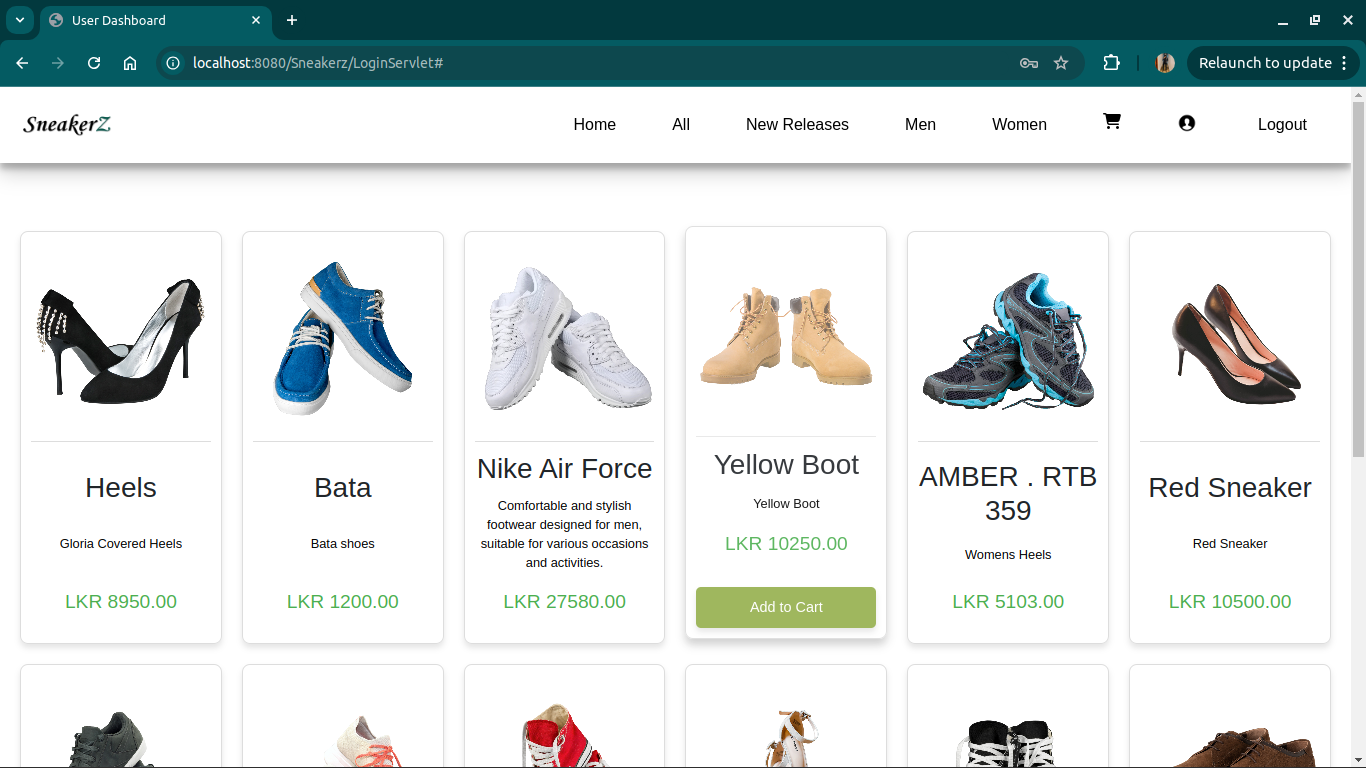 User Dashboard
localhost:8080/Sneakerz/LoginServlet#
Relaunch to update
SneakerZ
Home
All
New Releases
Men
Women
Logout
Heels
Gloria Covered Heels
LKR 8950.00
Bata
Bata shoes
LKR 1200.00
Nike Air Force
Comfortable and stylish
footwear designed for men,
suitable for various occasions
and activities.
LKR 27580.00
Yellow Boot
Yellow Boot
LKR 10250.00
Add to Cart
AMBER . RTB
359
Womens Heels
LKR 5103.00
Red Sneaker
Red Sneaker
LKR 10500.00